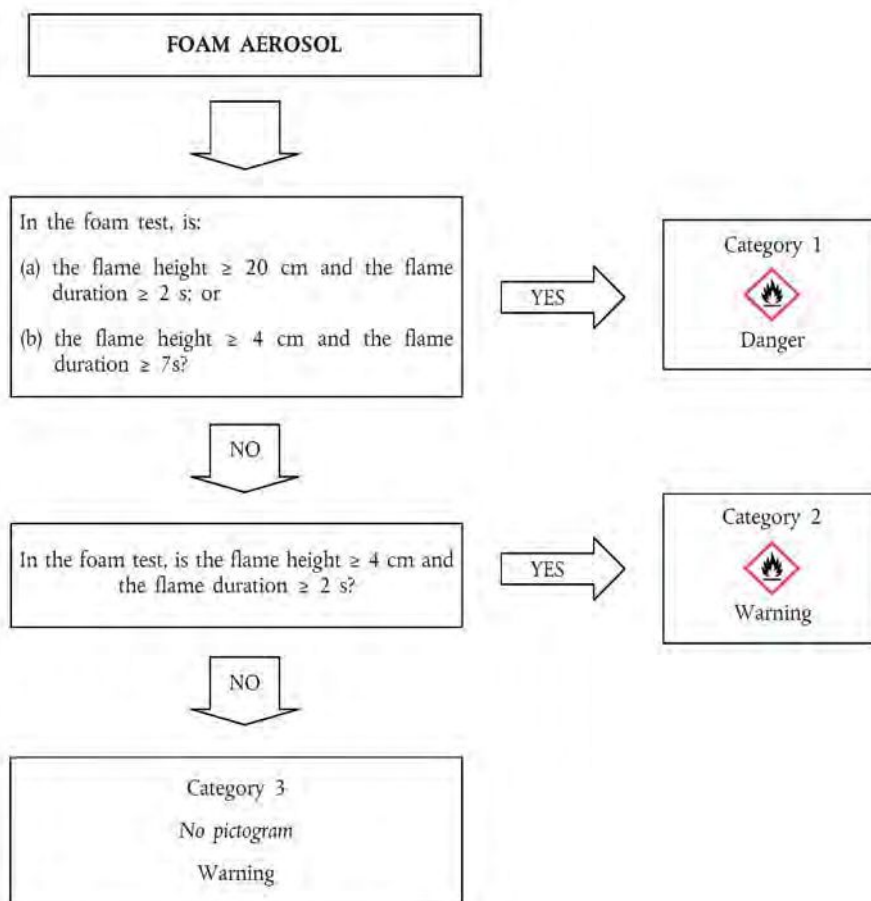 FOAM AEROSOL
In the foam test, is:
(a) the flame height ≥ 20 cm and the flame
duration ≥ 2 s; or
(b) the flame height ≥ 4 cm and the flame
duration ≥ 7s?
YES
Category 1
Danger
NO
In the foam test, is the flame height ≥ 4 cm and
the flame duration ≥ 2 s?
YES
Category 2
Warning
NO
Category 3
No pictogram
Warning